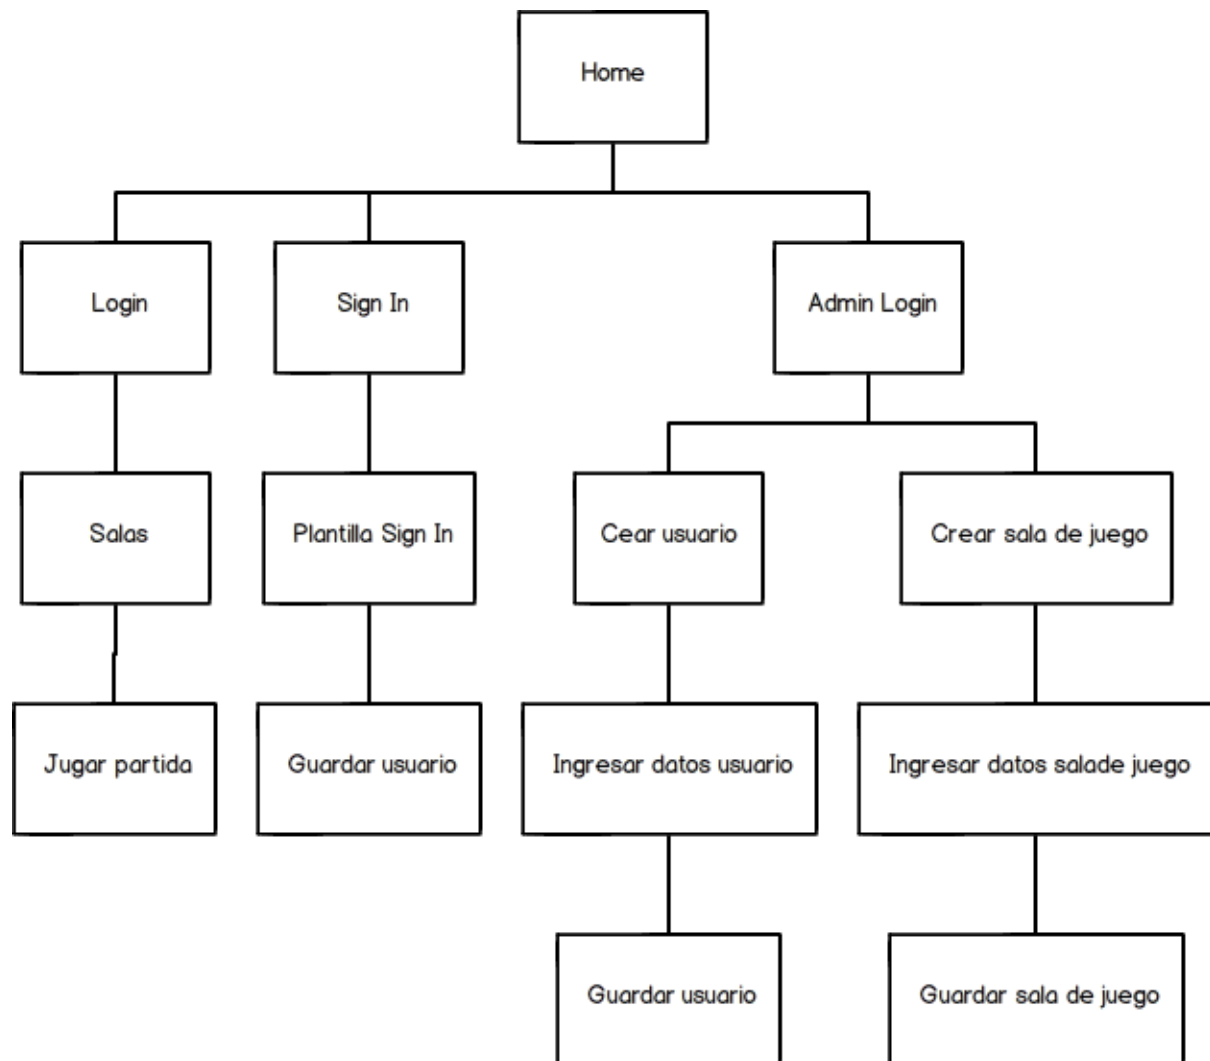 Home
Login
Sign In
Admin Login
Salas
Plantilla Sign In
Cear usuario
Crear sala de juego
Jugar partida
Guardar usuario
Ingresar datos usuario
Ingresar datos salade juego
Guardar usuario
Guardar sala de juego